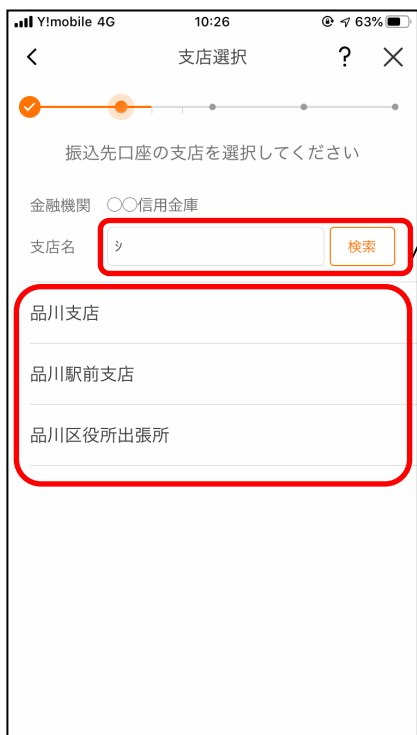 Y!mobile 4G 10:26 63%
支店選択 ?
振込先口座の支店を選択してください
金融機関 〇〇信用金庫
支店名 ｼ 検索
品川支店
品川駅前支店
品川区役所出張所